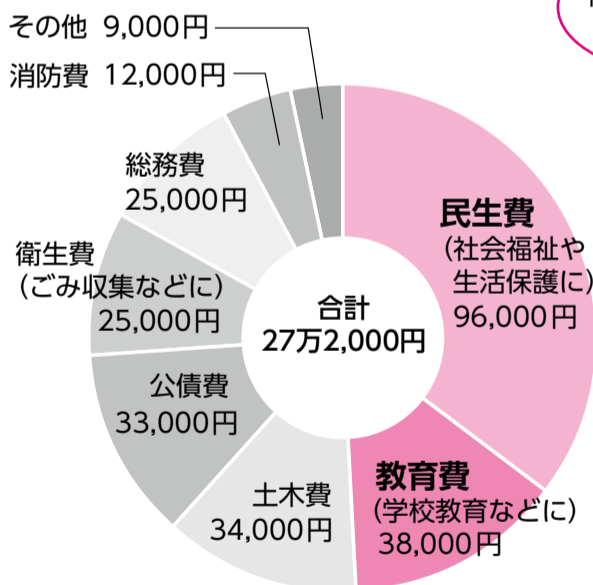 その他 9,000円
消防費 12,000円
総務費
25,000円
衛生費
(ごみ収集などに)
25,000円
公債費
33,000円
土木費
34,000円
教育費
(学校教育などに)
38,000円
民生費
(社会福祉や
生活保護に)
96,000円
合計
27万2,000円